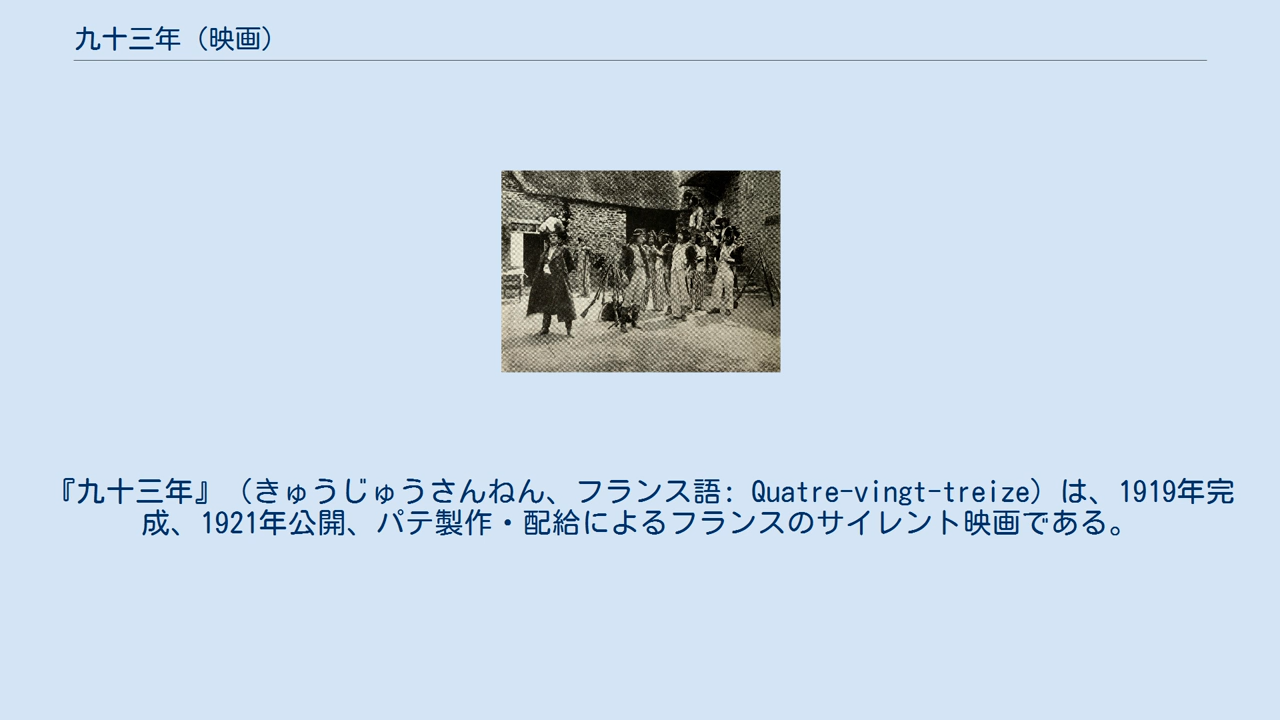 九十三年（映画）
『九十三年』（きゅうじゅうさんねん、フランス語: Quatre-vingt-treize）は、1919年完
成、1921年公開、パテ製作・配給によるフランスのサイレント映画である。